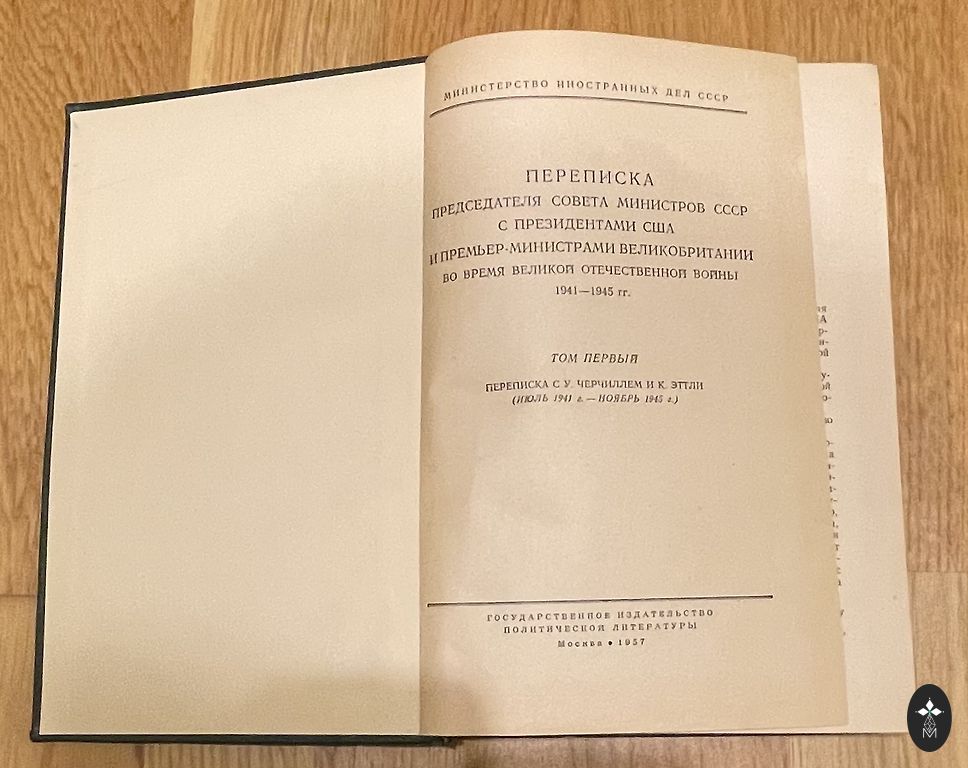 МИНИСТЕРСТВО ИНОСТРАННЫХ ДЕЛ СССР
ПЕРЕПИСКА
ПРЕДСЕДАТЕЛЯ СОВЕТА МИНИСТРОВ СССР
С ПРЕЗИДЕНТАМИ США
И ПРЕМЬЕР-МИНИСТРАМИ ВЕЛИКОБРИТАНИИ
ВО ВРЕМЯ ВЕЛИКОЙ ОТЕЧЕСТВЕННОЙ ВОЙНЫ
1941—1945 гг.
ТОМ ПЕРВЫЙ
ПЕРЕПИСКА С У. ЧЕРЧИЛЛЕМ И К. ЭТТЛИ
(ИЮЛЬ 1941 г. — НОЯБРЬ 1945 г.)
ГОСУДАРСТВЕННОЕ ИЗДАТЕЛЬСТВО
ПОЛИТИЧЕСКОЙ ЛИТЕРАТУРЫ
Москва • 1957